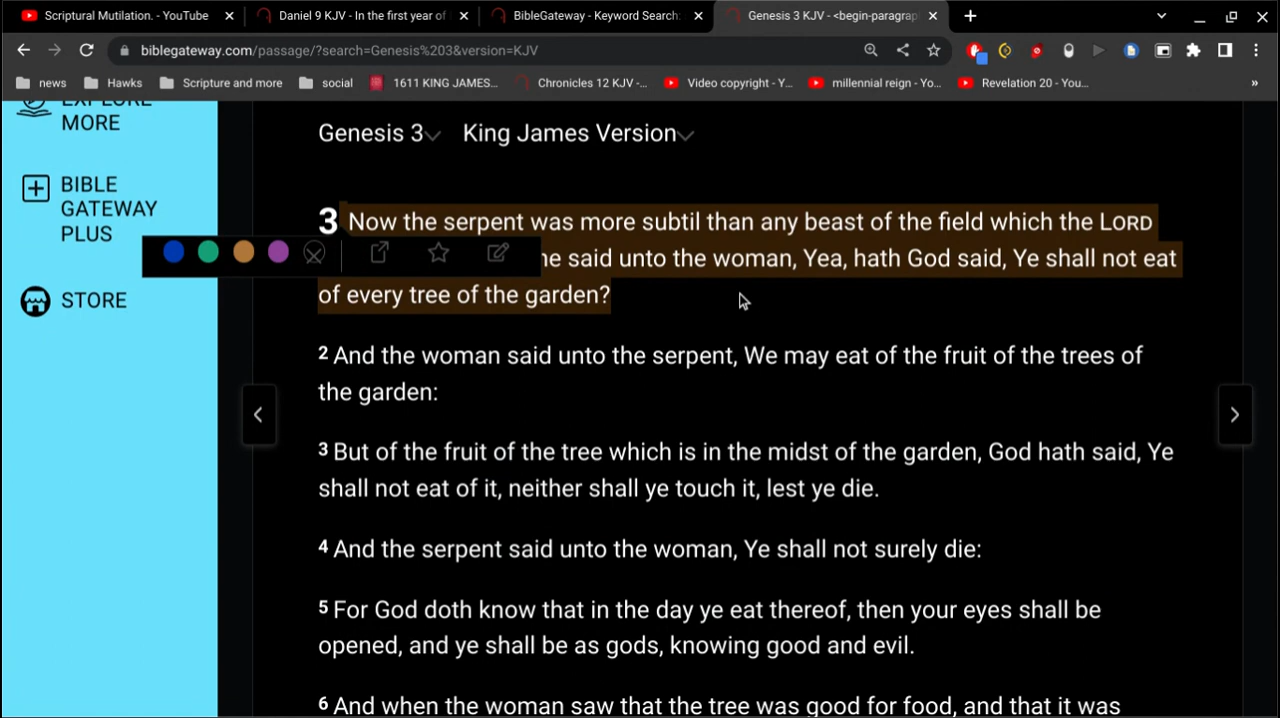 Scriptural Mutilation. - YouTube
Daniel 9 KJV - In the first year of
BibleGateway - Keyword Search:
Genesis 3 KJV - <begin-paragrap
biblegateway.com/passage/?search=Genesis%203&version=KJV
news
Hawks
Scripture and more
social
1611 KING JAMES...
Chronicles 12 KJV -...
Video copyright - Y...
millennial reign - Yo...
Revelation 20 - You...
»
EXPLORE
MORE
BIBLE
GATEWAY
PLUS
STORE
Genesis 3 King James Version
3 Now the serpent was more subtil than any beast of the field which the LORD
he said unto the woman, Yea, hath God said, Ye shall not eat
of every tree of the garden?
2 And the woman said unto the serpent, We may eat of the fruit of the trees of
the garden:
3 But of the fruit of the tree which is in the midst of the garden, God hath said, Ye
shall not eat of it, neither shall ye touch it, lest ye die.
4 And the serpent said unto the woman, Ye shall not surely die:
5 For God doth know that in the day ye eat thereof, then your eyes shall be
opened, and ye shall be as gods, knowing good and evil.
6 And when the woman saw that the tree was good for food, and that it was